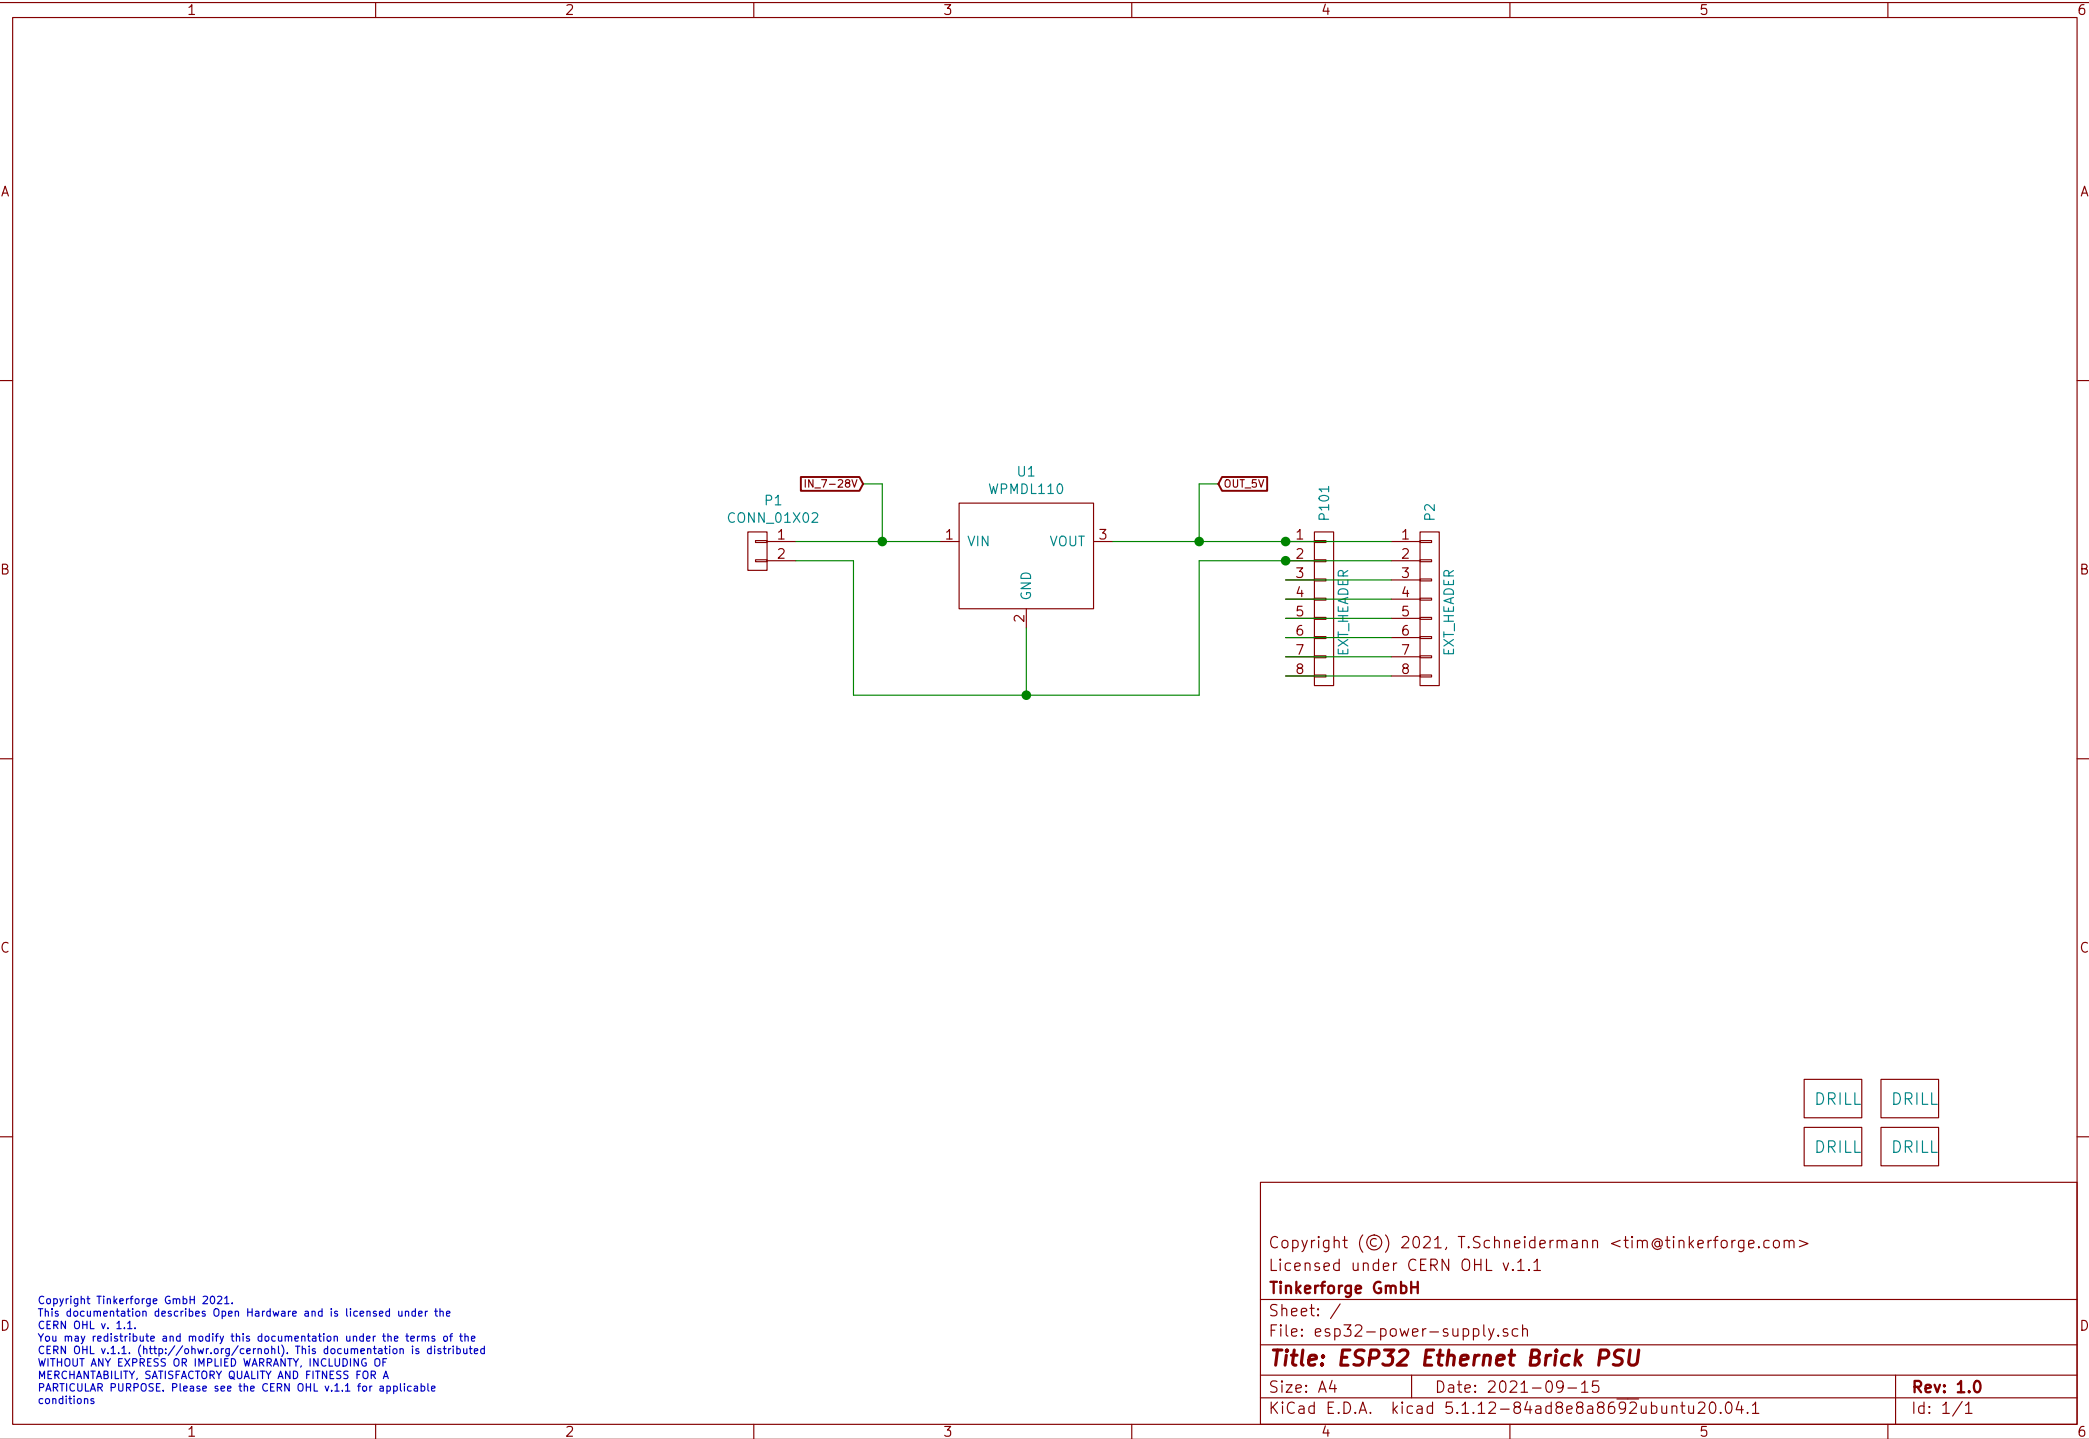 1 2 3 4 5 6
A A
U1
WPMDL110
IN_7-28V OUT_5V
P1
CONN_01X02
P101 P2
1 1 VIN VOUT 3 1 1
2 2 2
B B
GND
2
3 3
4 4
5 5
6 6
7 7
8 8
EXT_HEADER EXT_HEADER
C C
DRILL DRILL
DRILL DRILL
Copyright (©) 2021, T.Schneidermann <tim@tinkerforge.com>
Licensed under CERN OHL v.1.1
Tinkerforge GmbH
Sheet: /
File: esp32-power-supply.sch
Title: ESP32 Ethernet Brick PSU
Size: A4 Date: 2021-09-15 Rev: 1.0
KiCad E.D.A. kicad 5.1.12-84ad8e8a8692ubuntu20.04.1 Id: 1/1
Copyright Tinkerforge GmbH 2021.
This documentation describes Open Hardware and is licensed under the
CERN OHL v. 1.1.
You may redistribute and modify this documentation under the terms of the
CERN OHL v.1.1. (http://ohwr.org/cernohl). This documentation is distributed
WITHOUT ANY EXPRESS OR IMPLIED WARRANTY, INCLUDING OF
MERCHANTABILITY, SATISFACTORY QUALITY AND FITNESS FOR A
PARTICULAR PURPOSE. Please see the CERN OHL v.1.1 for applicable
conditions
D D
1 2 3 4 5 6